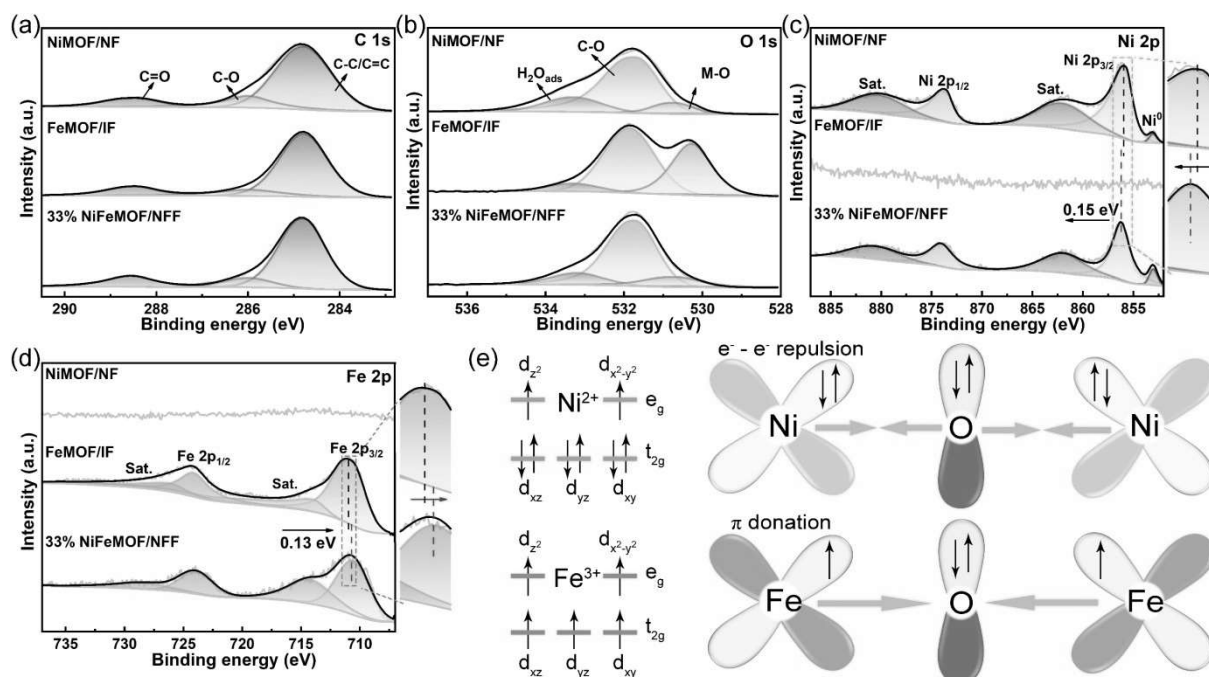 (a)
C 1s
NiMOF/NF
C=O
C-O
C-C/C=C
FeMOF/IF
33% NiFeMOF/NFF
Intensity (a.u.)
290 288 286 284
Binding energy (eV)
(b)
O 1s
NiMOF/NF
C-O
H₂Oads
M-O
FeMOF/IF
33% NiFeMOF/NFF
Intensity (a.u.)
536 534 532 530 528
Binding energy (eV)
(c)
NiMOF/NF
Ni 2p
Ni 2p3/2
Sat.
Ni 2p1/2
Sat.
Ni⁰
FeMOF/IF
0.15 eV
33% NiFeMOF/NFF
Intensity (a.u.)
885 880 875 870 865 860 855
Binding energy (eV)
(d)
Fe 2p
NiMOF/NF
FeMOF/IF
Sat.
Fe 2p1/2
Sat.
Fe 2p3/2
33% NiFeMOF/NFF
0.13 eV
Intensity (a.u.)
735 730 725 720 715 710
Binding energy (eV)
(e)
dz² dx²-y²
Ni²⁺ eg
t2g
dxz dyz dxy
e⁻ - e⁻ repulsion
Ni O Ni
dz² dx²-y²
Fe³⁺ eg
t2g
dxz dyz dxy
π donation
Fe O Fe